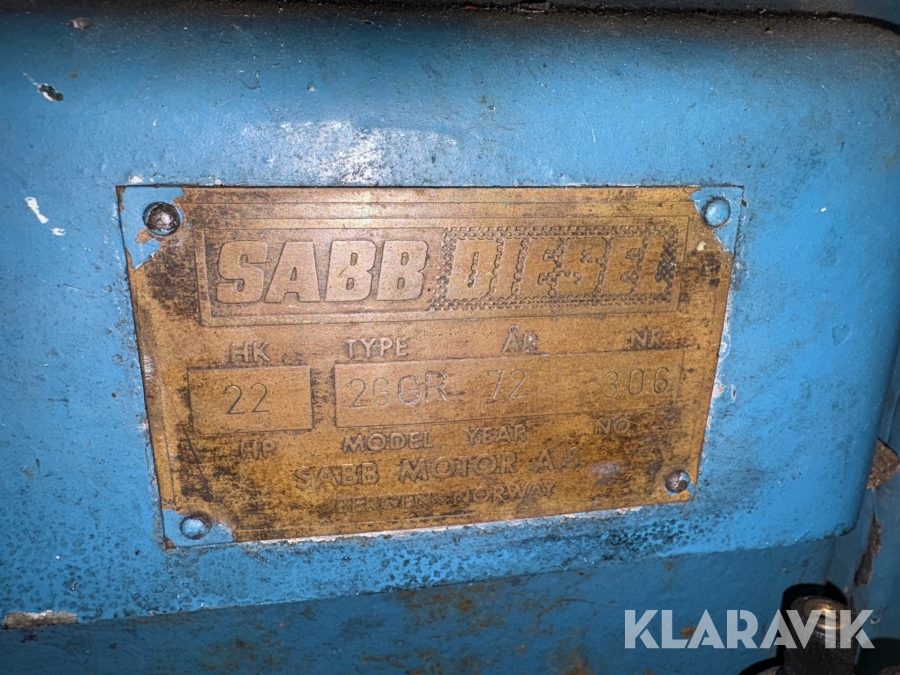 SABB DIESEL
HK TYPE ÅR NR
22 2GGR 72 306
HP MODEL YEAR NO
SABB MOTOR A.S.
BERGEN-NORWAY
KLARAVIK